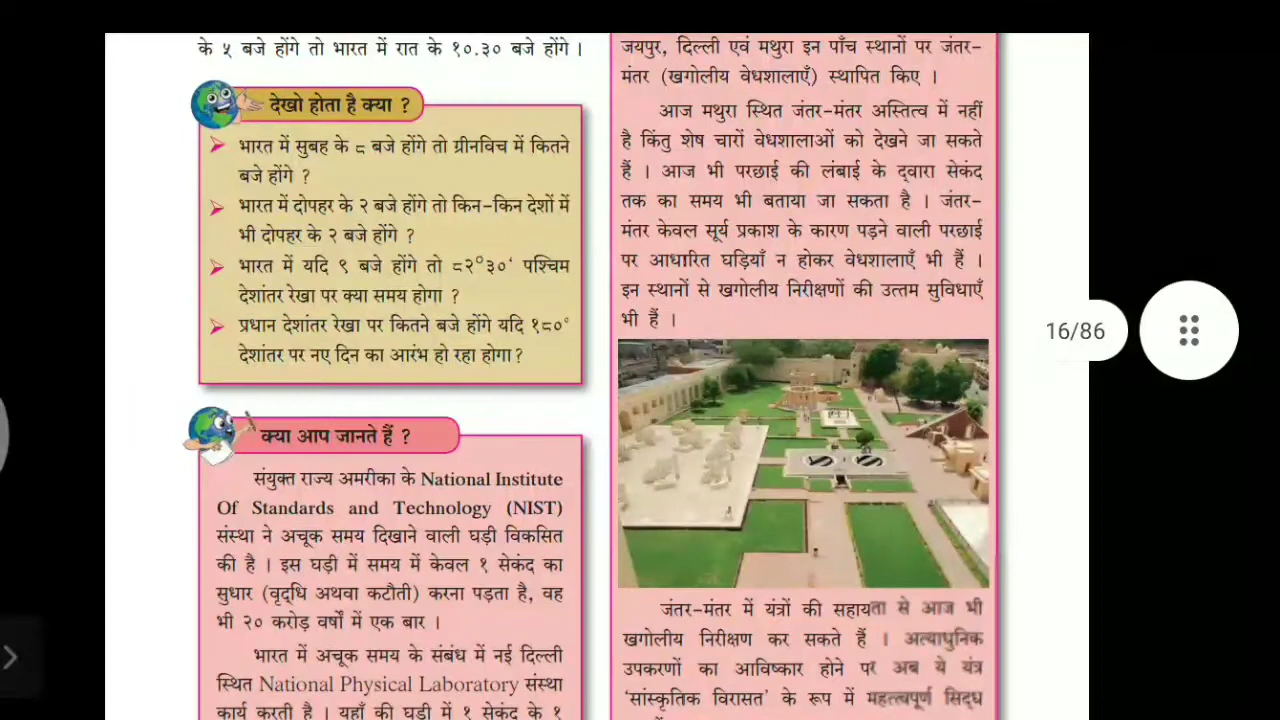 के ५ बजे होंगे तो भारत में रात के १०.३० बजे होंगे ।
देखो होता है क्या ?
भारत में सुबह के ८ बजे होंगे तो ग्रीनविच में कितने
बजे होंगे ?
भारत में दोपहर के २ बजे होंगे तो किन-किन देशों में
भी दोपहर के २ बजे होंगे ?
भारत में यदि ९ बजे होंगे तो ८२°३०' पश्चिम
देशांतर रेखा पर क्या समय होगा ?
प्रधान देशांतर रेखा पर कितने बजे होंगे यदि १८०°
देशांतर पर नए दिन का आरंभ हो रहा होगा?
क्या आप जानते हैं ?
संयुक्त राज्य अमरीका के National Institute
Of Standards and Technology (NIST)
संस्था ने अचूक समय दिखाने वाली घड़ी विकसित
की है । इस घड़ी में समय में केवल १ सेकंद का
सुधार (वृद्धि अथवा कटौती) करना पड़ता है, वह
भी २० करोड़ वर्षों में एक बार ।
भारत में अचूक समय के संबंध में नई दिल्ली
स्थित National Physical Laboratory संस्था
कार्य करती है । यहाँ की घड़ी में १ सेकंद के १
जयपुर, दिल्ली एवं मथुरा इन पाँच स्थानों पर जंतर-
मंतर (खगोलीय वेधशालाएँ) स्थापित किए ।
आज मथुरा स्थित जंतर-मंतर अस्तित्व में नहीं
है किंतु शेष चारों वेधशालाओं को देखने जा सकते
हैं । आज भी परछाई की लंबाई के द्वारा सेकंद
तक का समय भी बताया जा सकता है । जंतर-
मंतर केवल सूर्य प्रकाश के कारण पड़ने वाली परछाई
पर आधारित घड़ियाँ न होकर वेधशालाएँ भी हैं ।
इन स्थानों से खगोलीय निरीक्षणों की उत्तम सुविधाएँ
भी हैं ।
जंतर-मंतर में यंत्रों की सहायता से आज भी
खगोलीय निरीक्षण कर सकते हैं । अत्याधुनिक
उपकरणों का आविष्कार होने पर अब ये यंत्र
'सांस्कृतिक विरासत' के रूप में महत्त्वपूर्ण सिद्ध
16/86